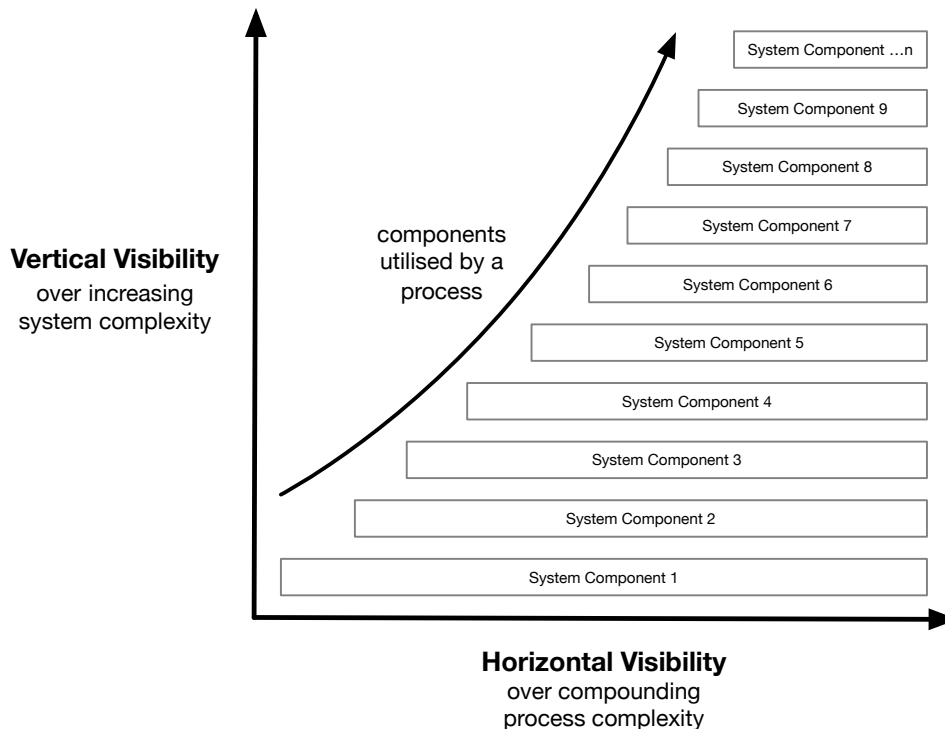 System Component …n
System Component 9
System Component 8
System Component 7
components
utilised by a
process
Vertical Visibility
over increasing
system complexity
System Component 6
System Component 5
System Component 4
System Component 3
System Component 2
System Component 1
Horizontal Visibility
over compounding
process complexity